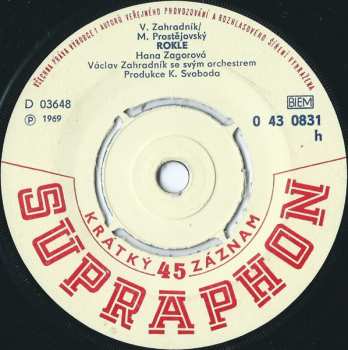 VŠECHNA PRÁVA VÝROBCE I AUTORŮ VEŘEJNÉHO PROVOZOVÁNÍ A ROZHLASOVÉHO ŠÍŘENÍ VYHRAZENA
V. Zahradník/
M. Prostějovský
ROKLE
Hana Zagorová
Václav Zahradník se svým orchestrem
Produkce K. Svoboda
D 03648
Ⓟ 1969
BIEM
0 43 0831
h
KRÁTKÝ 45 ZÁZNAM
SUPRAPHON